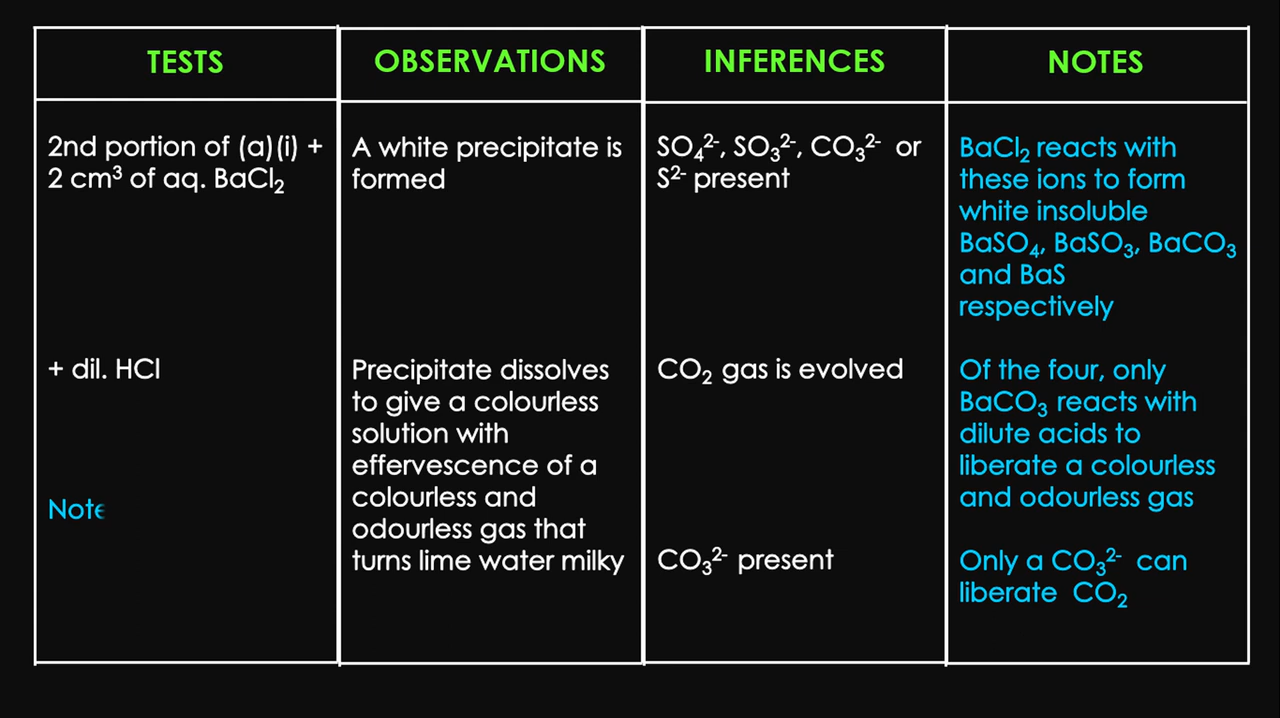 TESTS
OBSERVATIONS
INFERENCES
NOTES
2nd portion of (a)(i) +
2 cm³ of aq. BaCl₂
A white precipitate is
formed
SO₄²⁻, SO₃²⁻, CO₃²⁻ or
S²⁻ present
BaCl₂ reacts with
these ions to form
white insoluble
BaSO₄, BaSO₃, BaCO₃
and BaS
respectively
+ dil. HCl
Precipitate dissolves
to give a colourless
solution with
effervescence of a
colourless and
odourless gas that
turns lime water milky
CO₂ gas is evolved
Of the four, only
BaCO₃ reacts with
dilute acids to
liberate a colourless
and odourless gas
Note
CO₃²⁻ present
Only a CO₃²⁻ can
liberate CO₂